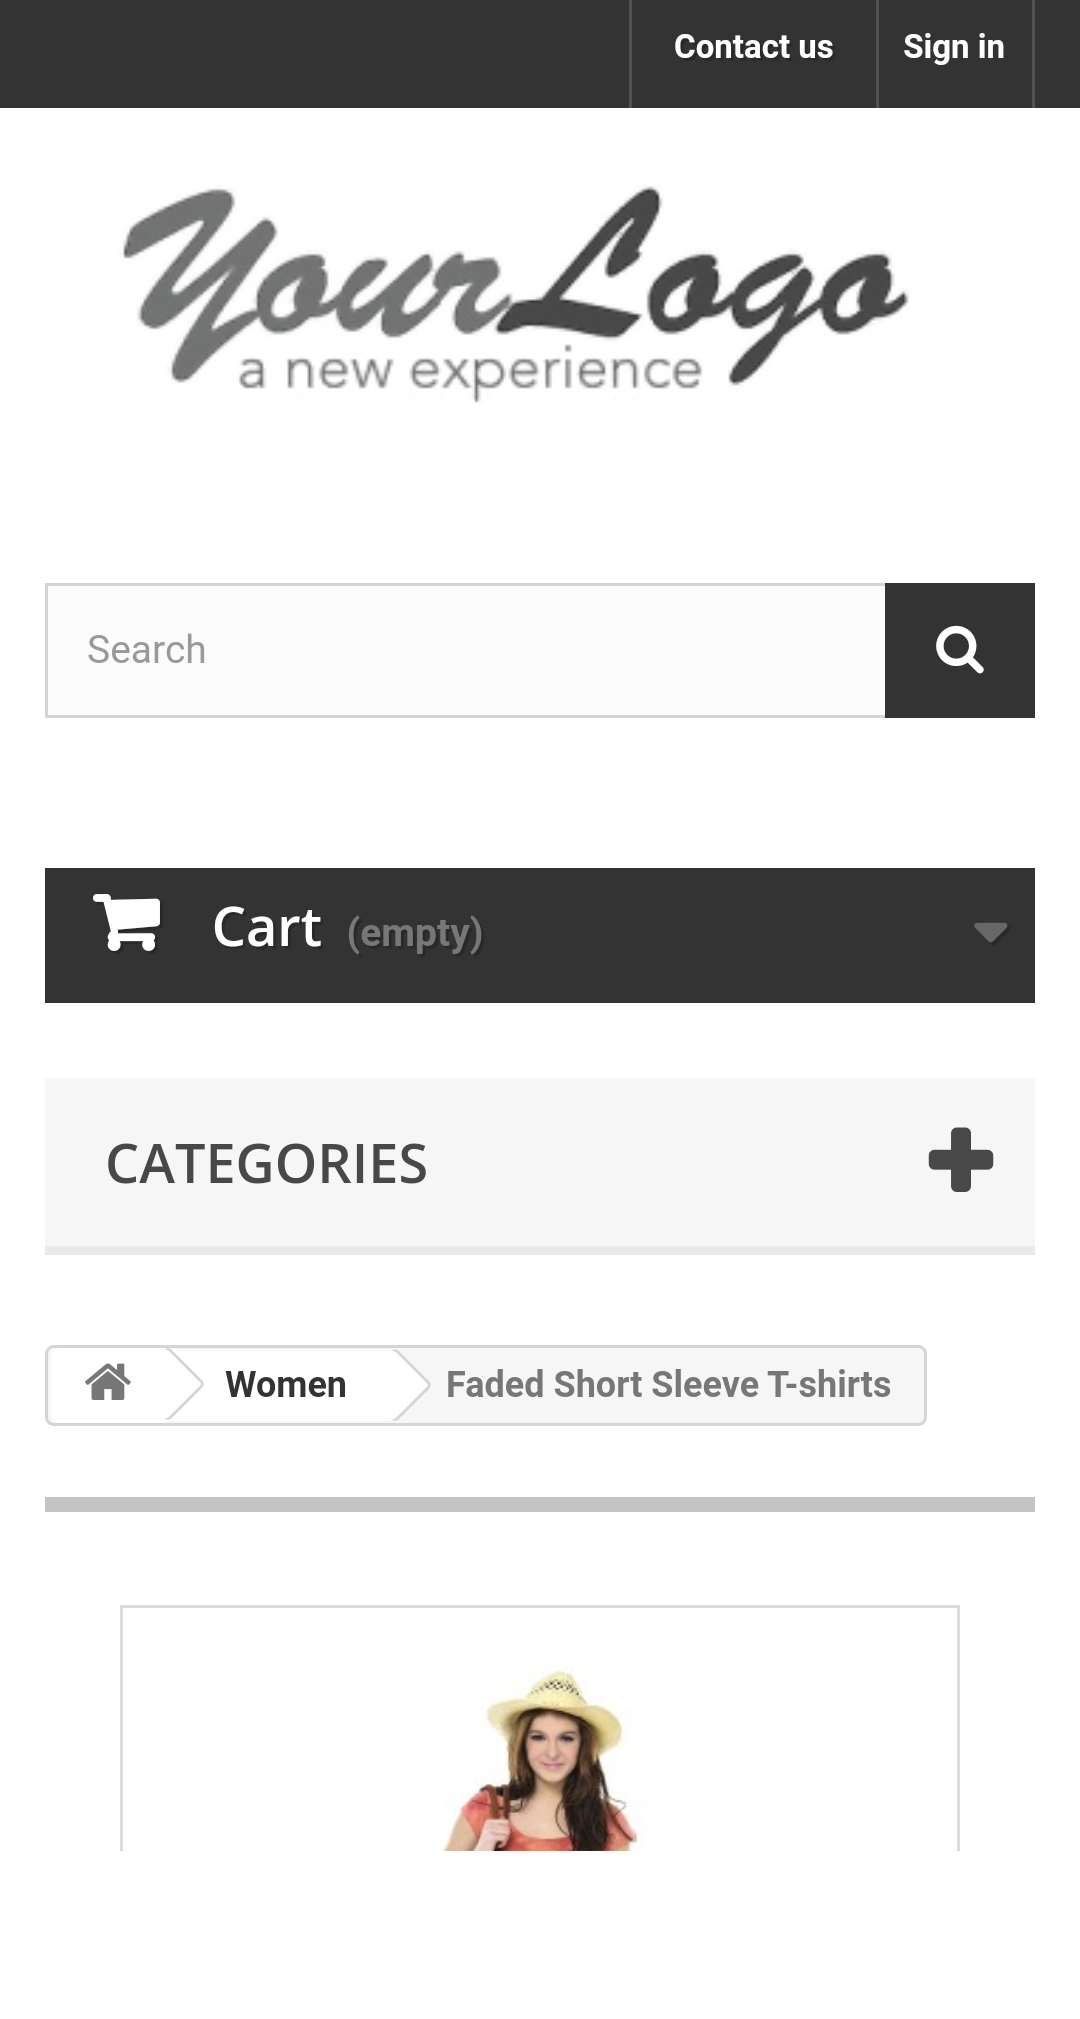 Contact us
Sign in
YourLogo
a new experience
Search
Cart (empty)
CATEGORIES
Women
Faded Short Sleeve T-shirts